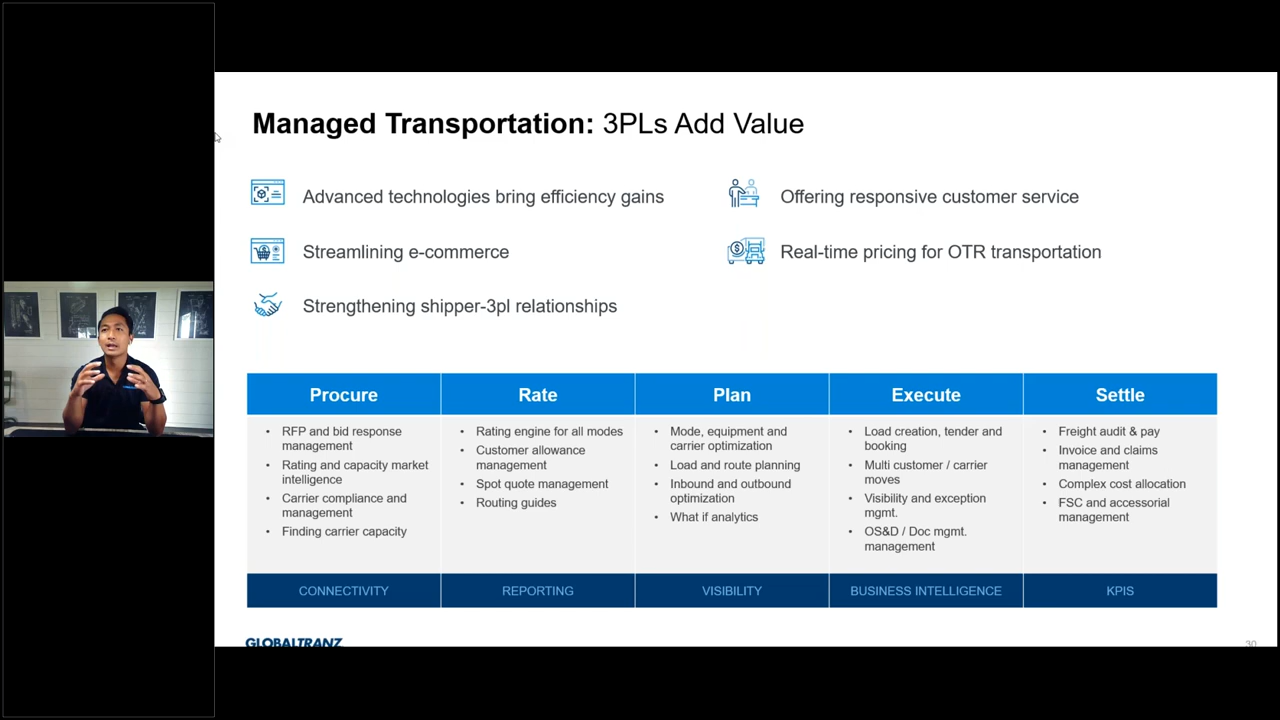 Managed Transportation: 3PLs Add Value
Advanced technologies bring efficiency gains
Offering responsive customer service
Streamlining e-commerce
Real-time pricing for OTR transportation
Strengthening shipper-3pl relationships
Procure
• RFP and bid response
management
• Rating and capacity market
intelligence
• Carrier compliance and
management
• Finding carrier capacity
CONNECTIVITY
Rate
• Rating engine for all modes
• Customer allowance
management
• Spot quote management
• Routing guides
REPORTING
Plan
• Mode, equipment and
carrier optimization
• Load and route planning
• Inbound and outbound
optimization
• What if analytics
VISIBILITY
Execute
• Load creation, tender and
booking
• Multi customer / carrier
moves
• Visibility and exception
mgmt.
• OS&D / Doc mgmt.
management
BUSINESS INTELLIGENCE
Settle
• Freight audit & pay
• Invoice and claims
management
• Complex cost allocation
• FSC and accessorial
management
KPIS
GLOBALTRANZ
30